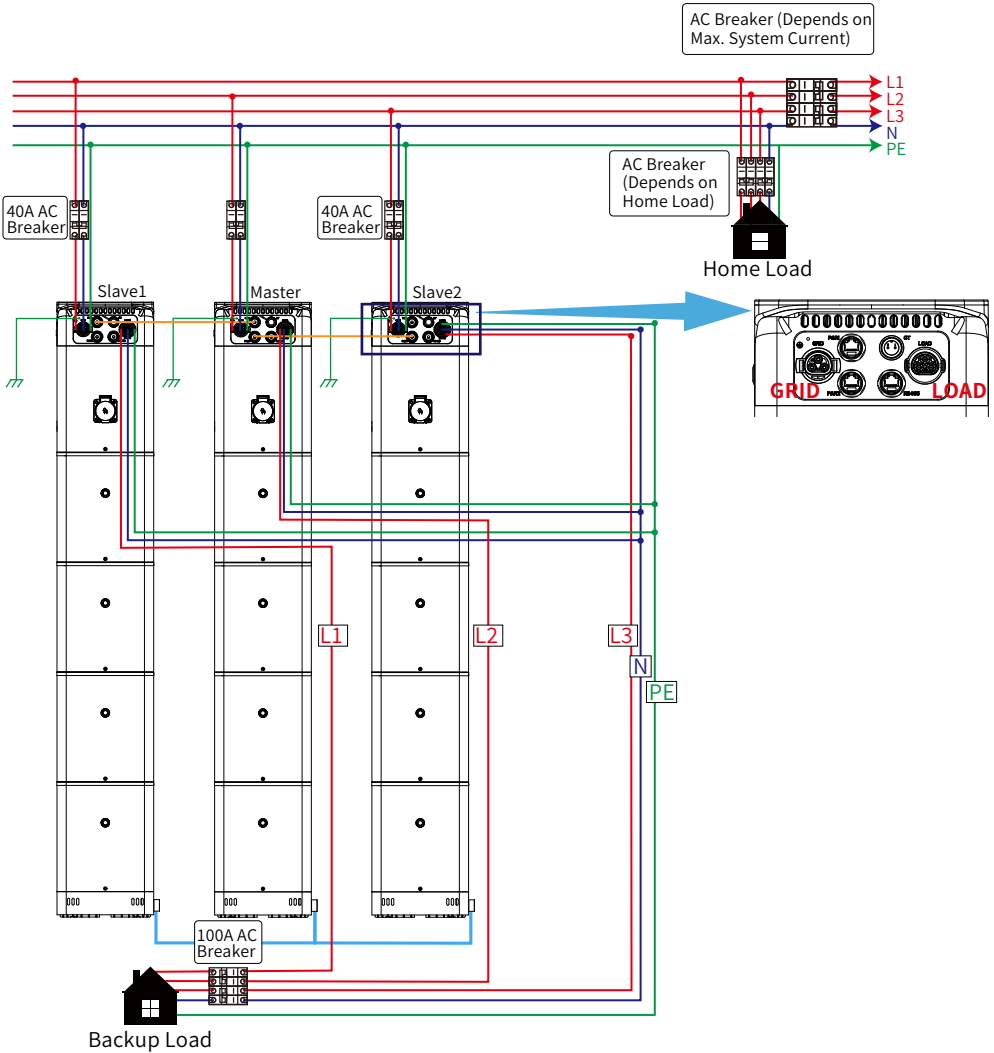 AC Breaker (Depends on
Max. System Current)
L1
L2
L3
N
PE
AC Breaker
(Depends on
Home Load)
40A AC
Breaker
40A AC
Breaker
Home Load
Slave1
Master
Slave2
GRID
LOAD
GRID
LOAD
L1
L2
L3
N
PE
100A AC
Breaker
Backup Load